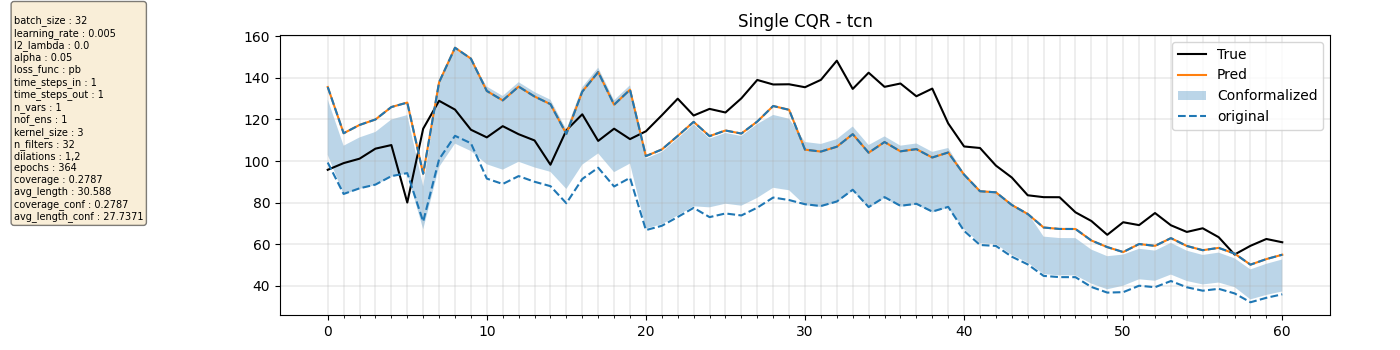 batch_size : 32
learning_rate : 0.005
l2_lambda : 0.0
alpha : 0.05
loss_func : pb
time_steps_in : 1
time_steps_out : 1
n_vars : 1
nof_ens : 1
kernel_size : 3
n_filters : 32
dilations : 1,2
epochs : 364
coverage : 0.2787
avg_length : 30.588
coverage_conf : 0.2787
avg_length_conf : 27.7371
Single CQR - tcn
160
140
120
100
80
60
40
True
Pred
Conformalized
original
0 10 20 30 40 50 60